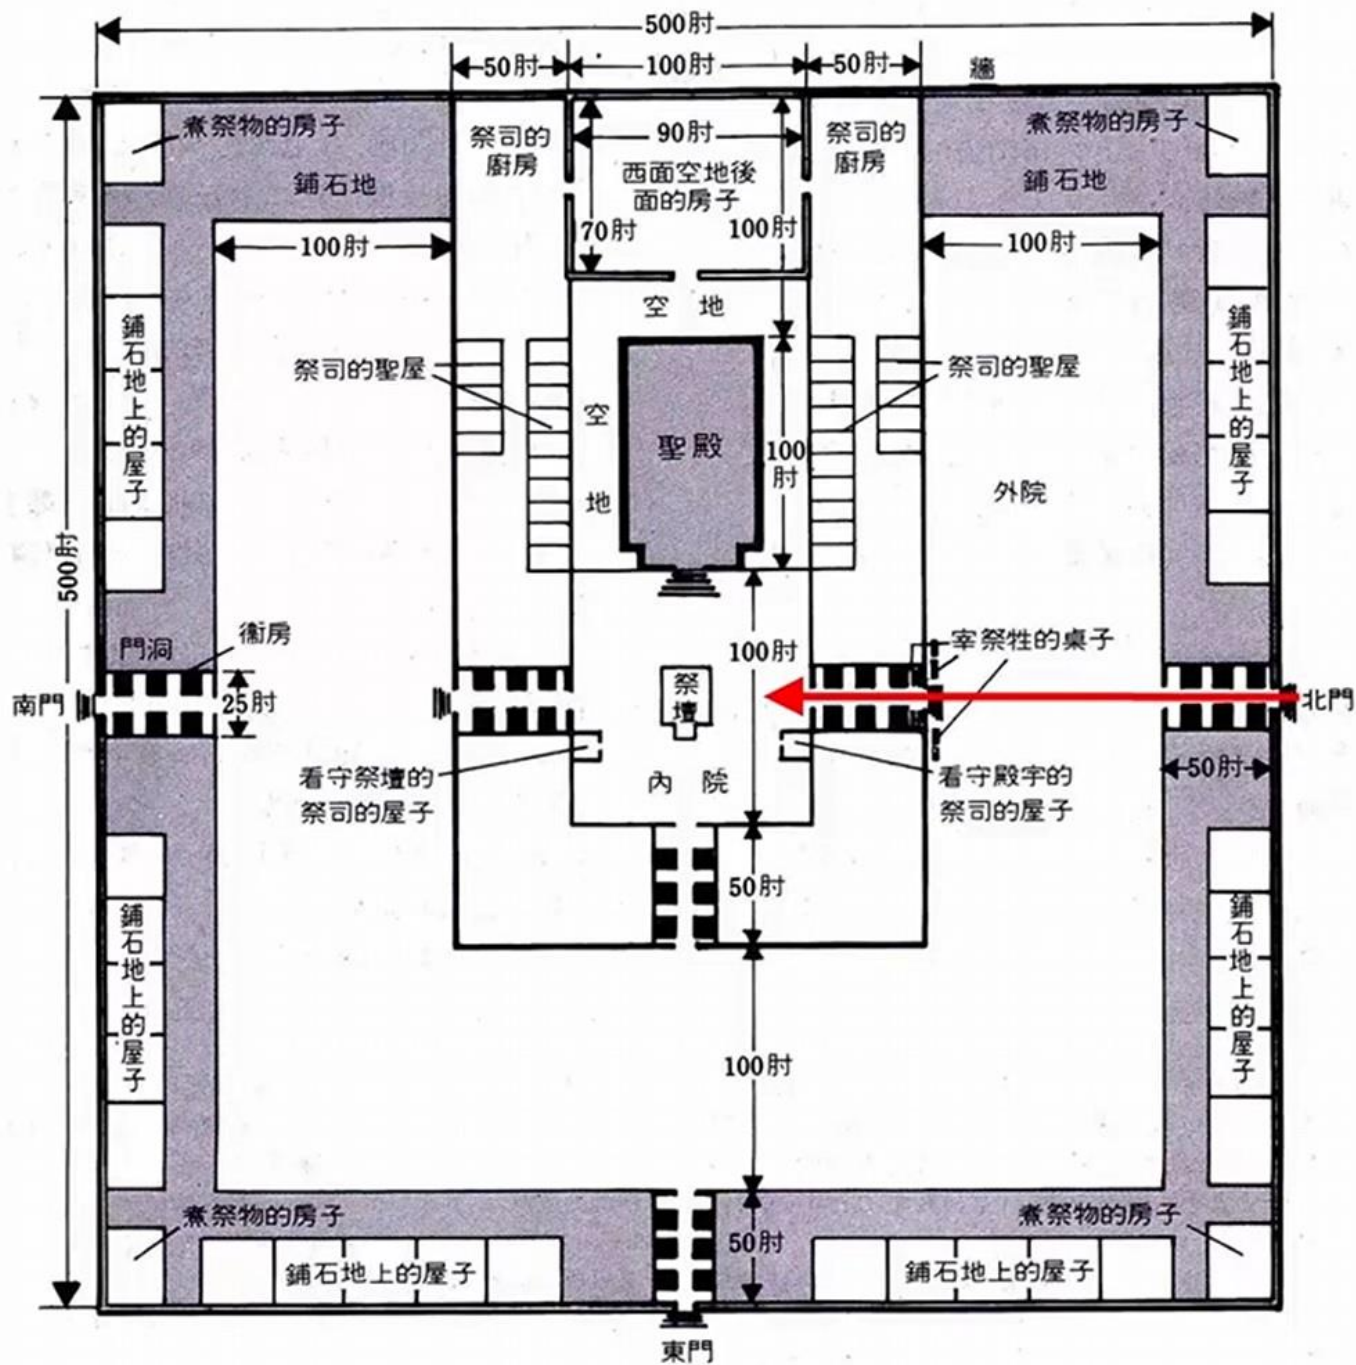 500肘
50肘
100肘
50肘
牆
煮祭物的房子
祭司的
廚房
90肘
祭司的
廚房
煮祭物的房子
鋪石地
西面空地後
面的房子
鋪石地
70肘
100肘
100肘
100肘
空地
鋪石地上的屋子
祭司的聖屋
空地
聖殿
100
肘
祭司的聖屋
鋪石地上的屋子
外院
500肘
門洞
衞房
100肘
宰祭牲的桌子
南門
25肘
祭壇
北門
看守祭壇的
祭司的屋子
內院
看守殿宇的
祭司的屋子
50肘
50肘
鋪石地上的屋子
鋪石地上的屋子
100肘
煮祭物的房子
煮祭物的房子
50肘
鋪石地上的屋子
鋪石地上的屋子
東門